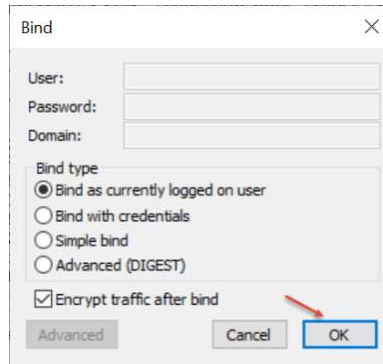 Bind
User:
Password:
Domain:
Bind type
Bind as currently logged on user
Bind with credentials
Simple bind
Advanced (DIGEST)
Encrypt traffic after bind
Advanced Cancel OK